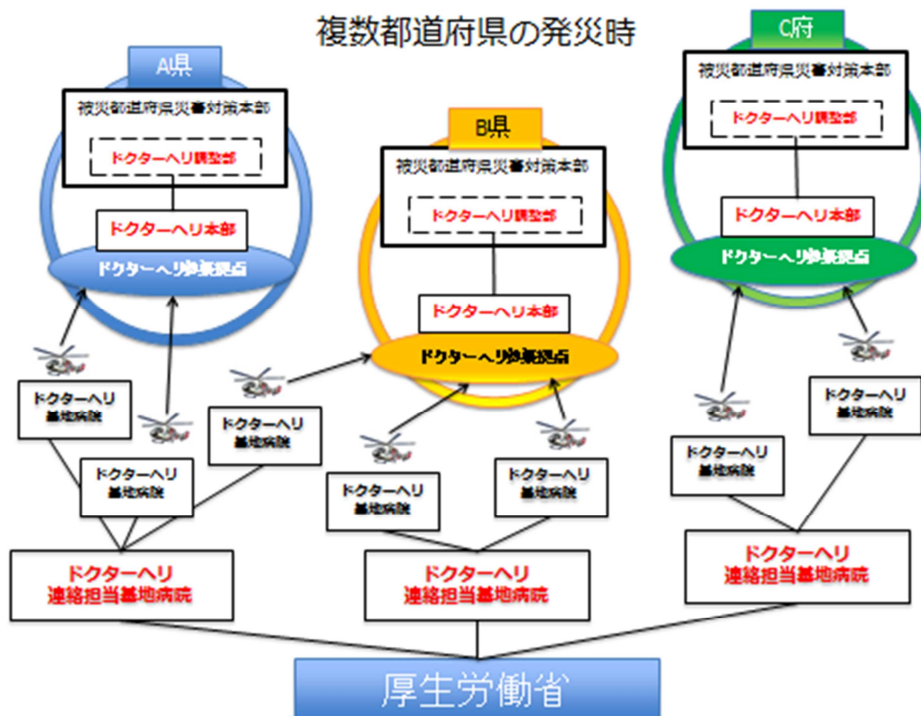 複数都道府県の発災時
A県
被災都道府県災害対策本部
ドクターヘリ調整部
ドクターヘリ本部
ドクターヘリ参集拠点
B県
被災都道府県災害対策本部
ドクターヘリ調整部
ドクターヘリ本部
ドクターヘリ参集拠点
C府
被災都道府県災害対策本部
ドクターヘリ調整部
ドクターヘリ本部
ドクターヘリ参集拠点
ドクターヘリ
基地病院
ドクターヘリ
基地病院
ドクターヘリ
基地病院
ドクターヘリ
基地病院
ドクターヘリ
基地病院
ドクターヘリ
基地病院
ドクターヘリ
基地病院
ドクターヘリ
連絡担当基地病院
ドクターヘリ
連絡担当基地病院
ドクターヘリ
連絡担当基地病院
厚生労働省